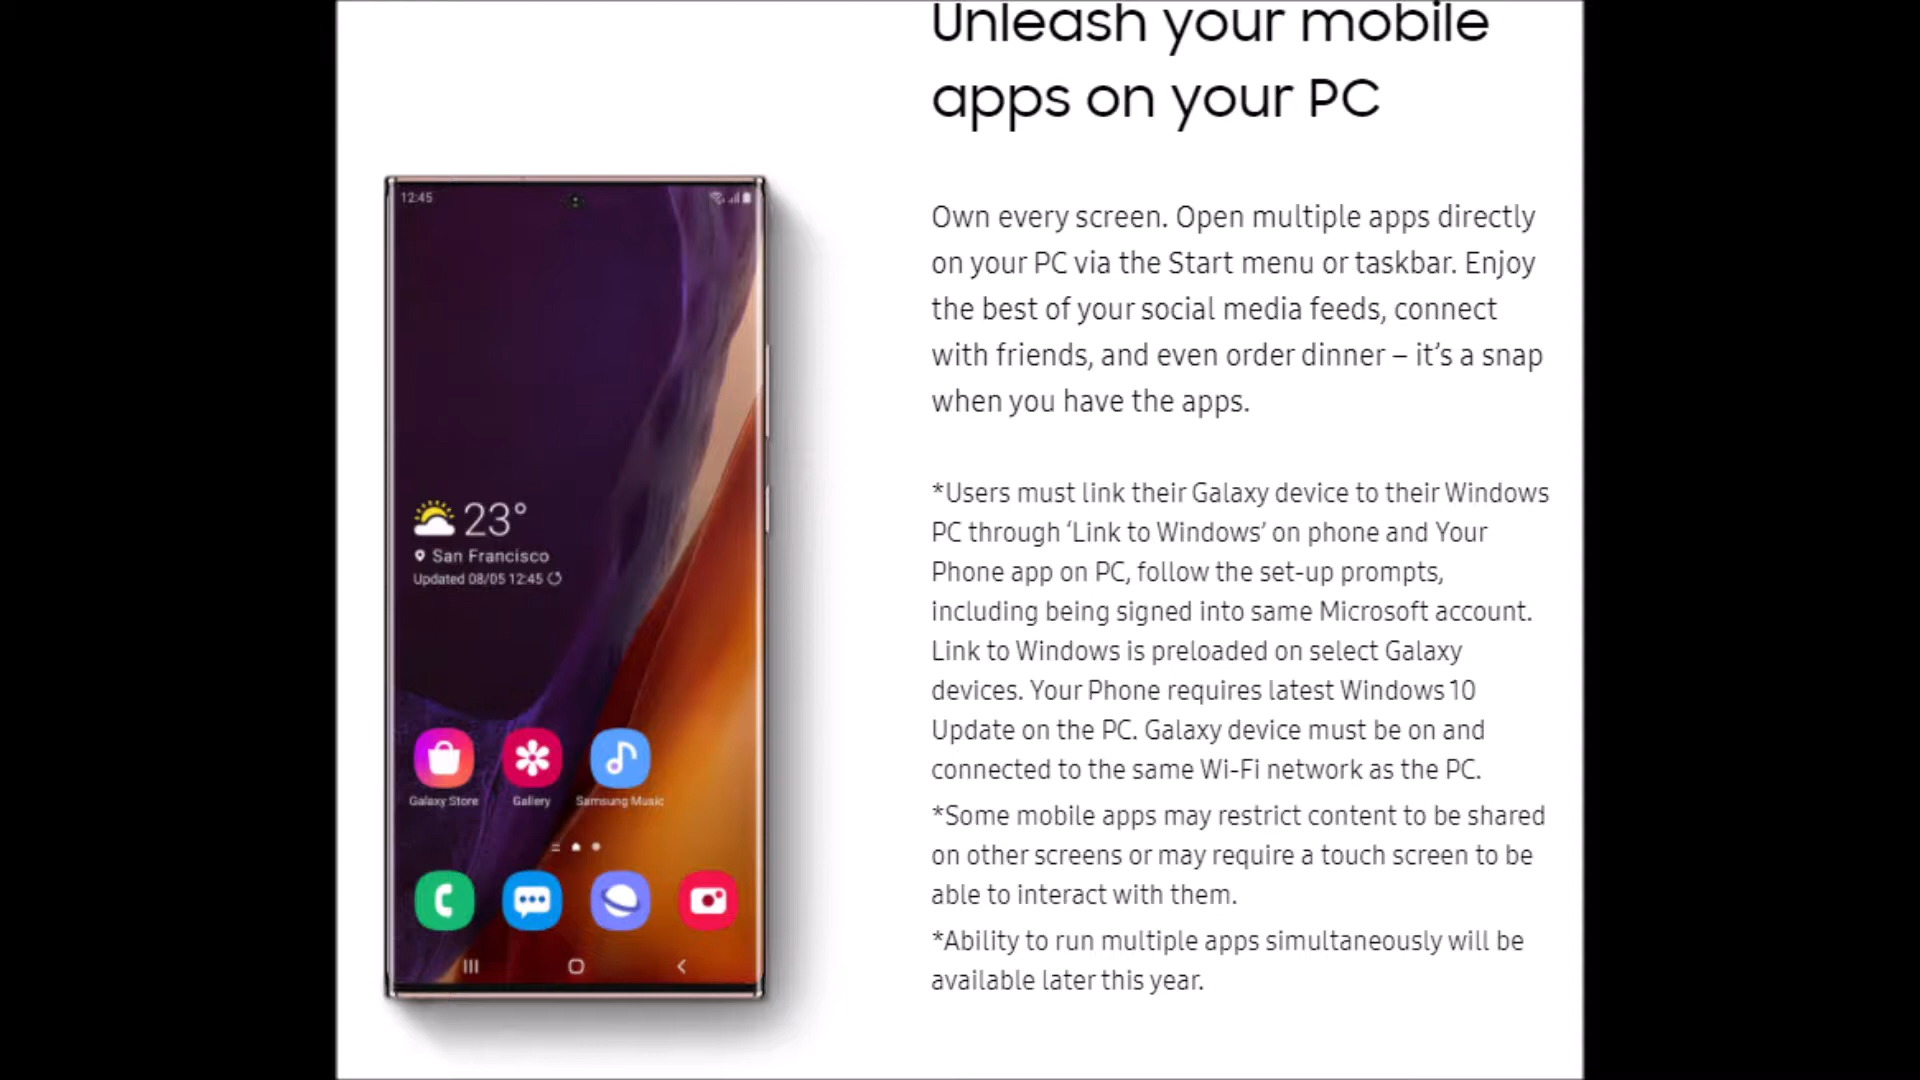 Unleash your mobile
apps on your PC
12:45
Own every screen. Open multiple apps directly
on your PC via the Start menu or taskbar. Enjoy
the best of your social media feeds, connect
with friends, and even order dinner – it’s a snap
when you have the apps.
23°
San Francisco
Updated 08/05 12:45
*Users must link their Galaxy device to their Windows
PC through ‘Link to Windows’ on phone and Your
Phone app on PC, follow the set-up prompts,
including being signed into same Microsoft account.
Link to Windows is preloaded on select Galaxy
devices. Your Phone requires latest Windows 10
Update on the PC. Galaxy device must be on and
connected to the same Wi-Fi network as the PC.
*Some mobile apps may restrict content to be shared
on other screens or may require a touch screen to be
able to interact with them.
*Ability to run multiple apps simultaneously will be
available later this year.
Galaxy Store
Gallery
Samsung Music